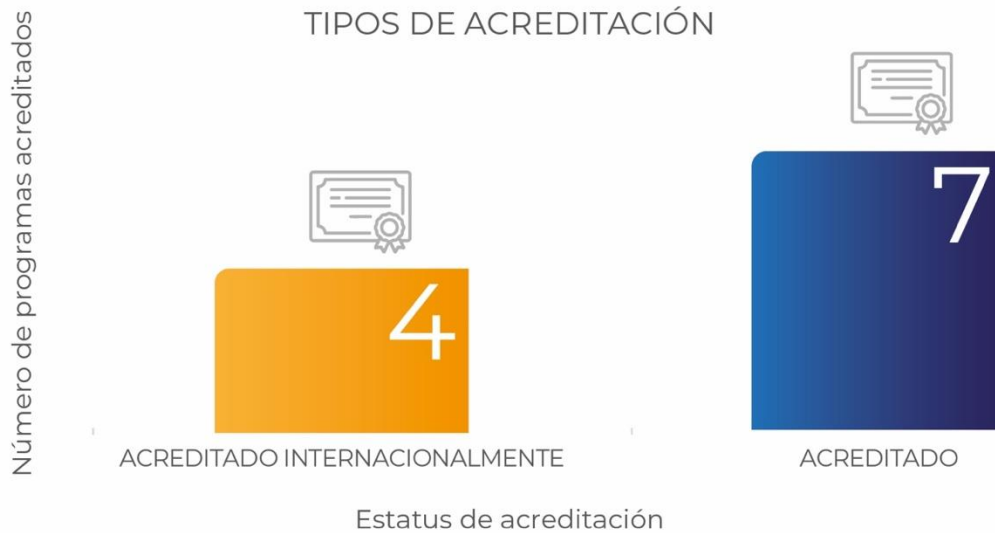 TIPOS DE ACREDITACIÓN
Número de programas acreditados
4
7
ACREDITADO INTERNACIONALMENTE
ACREDITADO
Estatus de acreditación